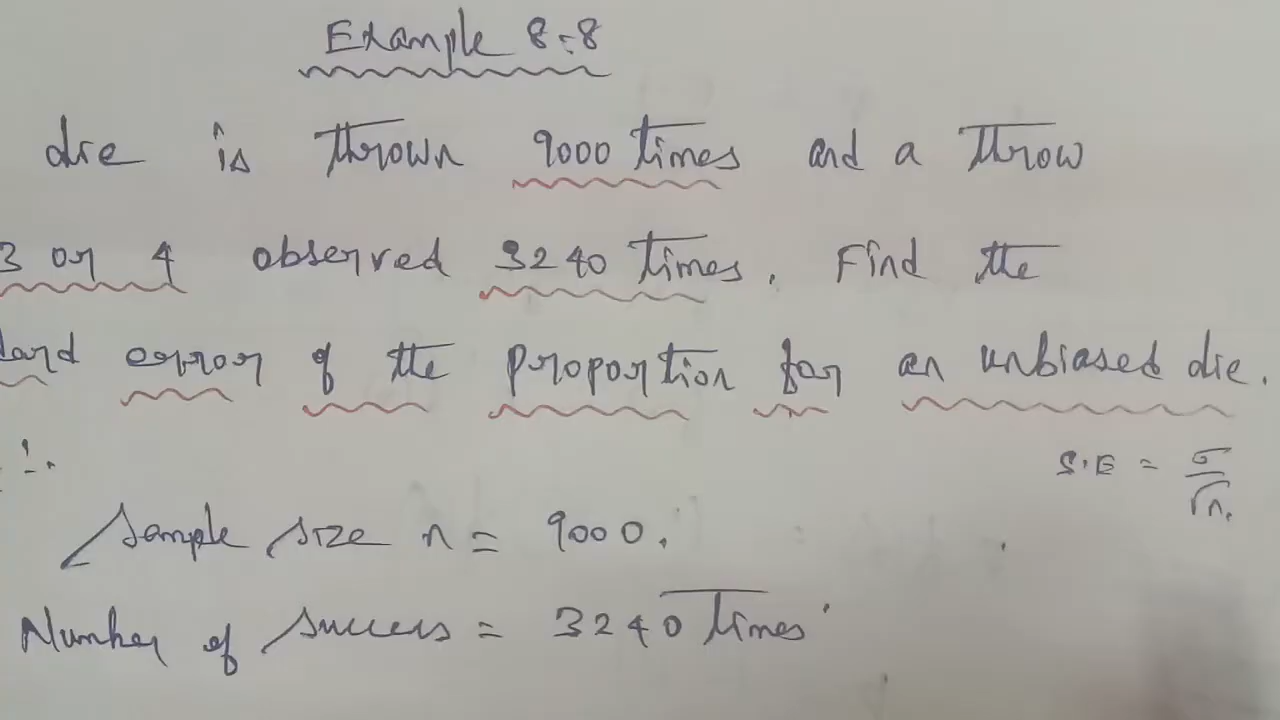 Example 8.8
die is thrown 9000 times and a throw
3 or 4 observed 3240 times. Find the
dard error of the proportion for an unbiased die.
S.E = σ/√n.
Sample size n = 9000.
Number of success = 3240 times